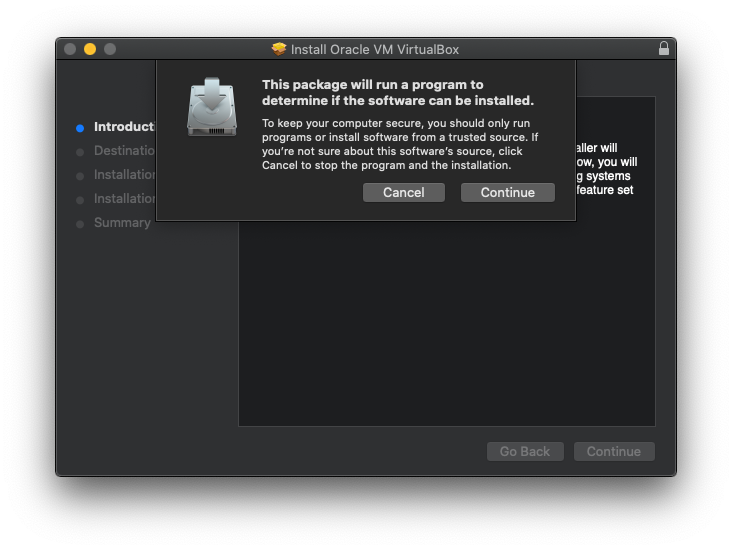 Install Oracle VM VirtualBox
This package will run a program to
determine if the software can be installed.
To keep your computer secure, you should only run
programs or install software from a trusted source. If
you're not sure about this software's source, click
Cancel to stop the program and the installation.
Cancel
Continue
Introducti
Destinatio
Installation
Installation
Summary
aller will
ow, you will
g systems
feature set
Go Back
Continue